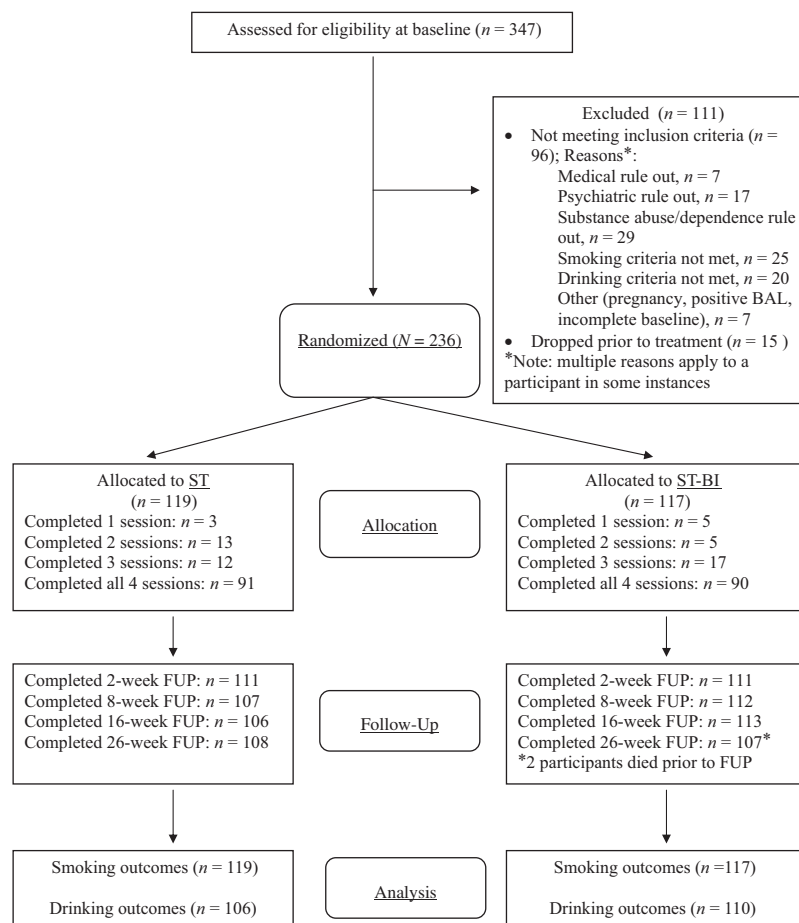 Assessed for eligibility at baseline (n = 347)
Excluded (n = 111)
• Not meeting inclusion criteria (n =
96); Reasons*:
Medical rule out, n = 7
Psychiatric rule out, n = 17
Substance abuse/dependence rule
out, n = 29
Smoking criteria not met, n = 25
Drinking criteria not met, n = 20
Other (pregnancy, positive BAL,
incomplete baseline), n = 7
• Dropped prior to treatment (n = 15 )
*Note: multiple reasons apply to a
participant in some instances
Randomized (N = 236)
Allocated to ST
(n = 119)
Completed 1 session: n = 3
Completed 2 sessions: n = 13
Completed 3 sessions: n = 12
Completed all 4 sessions: n = 91
Allocation
Allocated to ST-BI
(n = 117)
Completed 1 session: n = 5
Completed 2 sessions: n = 5
Completed 3 sessions: n = 17
Completed all 4 sessions: n = 90
Completed 2-week FUP: n = 111
Completed 8-week FUP: n = 107
Completed 16-week FUP: n = 106
Completed 26-week FUP: n = 108
Follow-Up
Completed 2-week FUP: n = 111
Completed 8-week FUP: n = 112
Completed 16-week FUP: n = 113
Completed 26-week FUP: n = 107*
*2 participants died prior to FUP
Smoking outcomes (n = 119)
Drinking outcomes (n = 106)
Analysis
Smoking outcomes (n =117)
Drinking outcomes (n = 110)